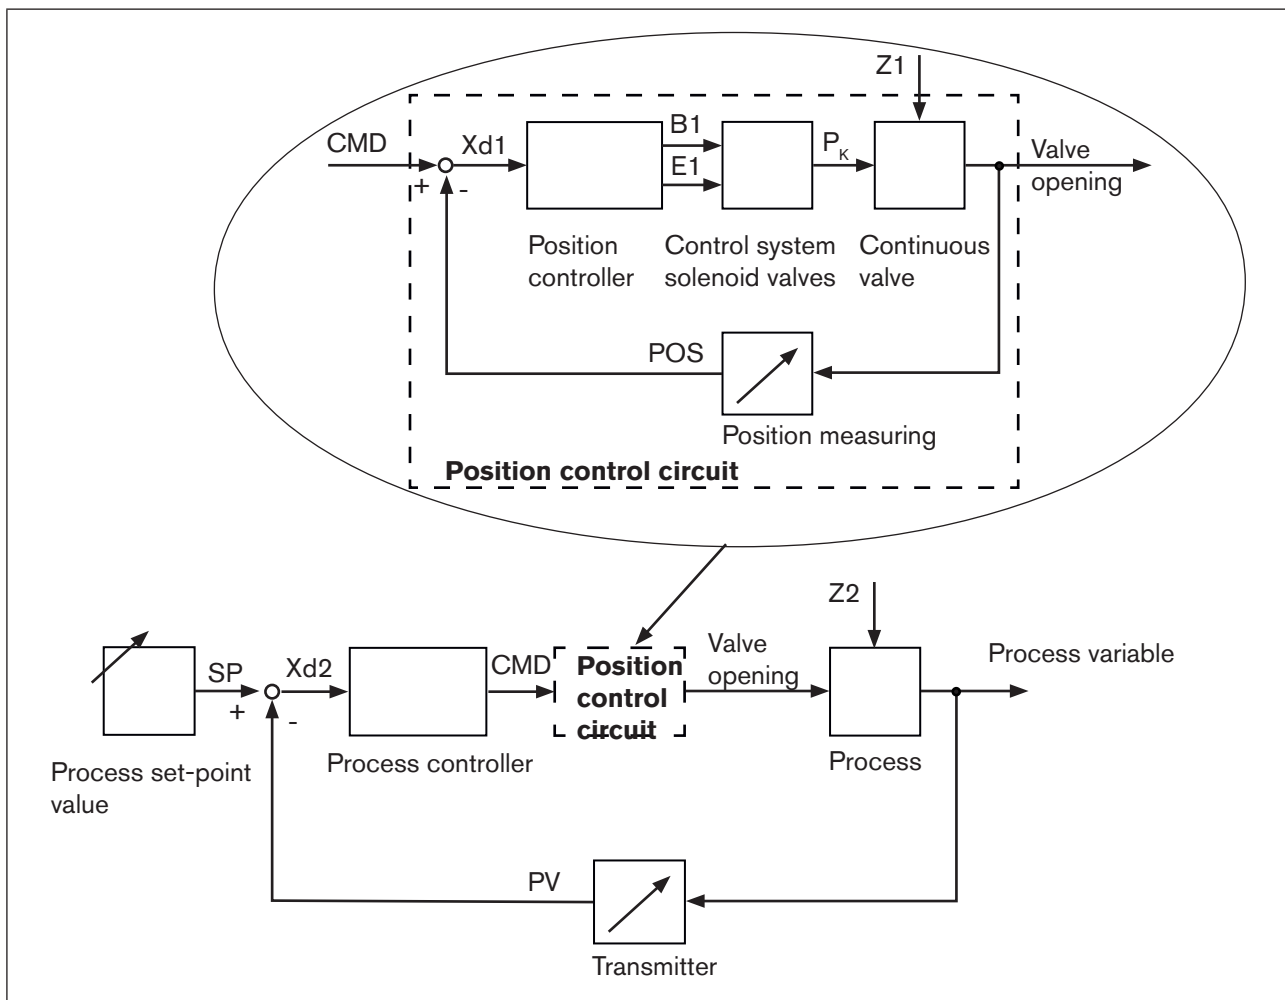 Z1
CMD
Xd1
B1
E1
PK
Valve
opening
+
-
Position
controller
Control system
solenoid valves
Continuous
valve
POS
Position measuring
Position control circuit
Z2
SP
Xd2
CMD
Position
control
circuit
Valve
opening
Process variable
+
-
Process set-point
value
Process controller
Process
PV
Transmitter